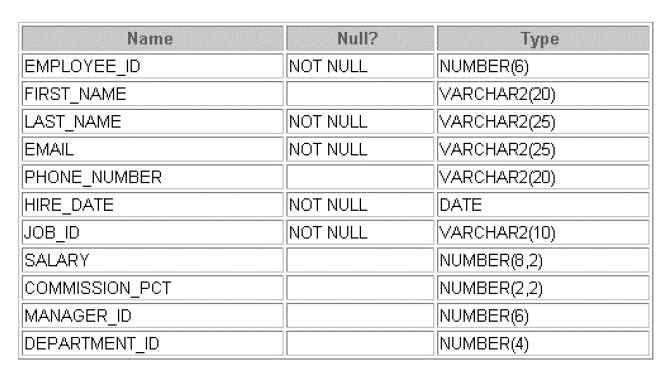 Name Null? Type
EMPLOYEE_ID NOT NULL NUMBER(6)
FIRST_NAME VARCHAR2(20)
LAST_NAME NOT NULL VARCHAR2(25)
EMAIL NOT NULL VARCHAR2(25)
PHONE_NUMBER VARCHAR2(20)
HIRE_DATE NOT NULL DATE
JOB_ID NOT NULL VARCHAR2(10)
SALARY NUMBER(8,2)
COMMISSION_PCT NUMBER(2,2)
MANAGER_ID NUMBER(6)
DEPARTMENT_ID NUMBER(4)